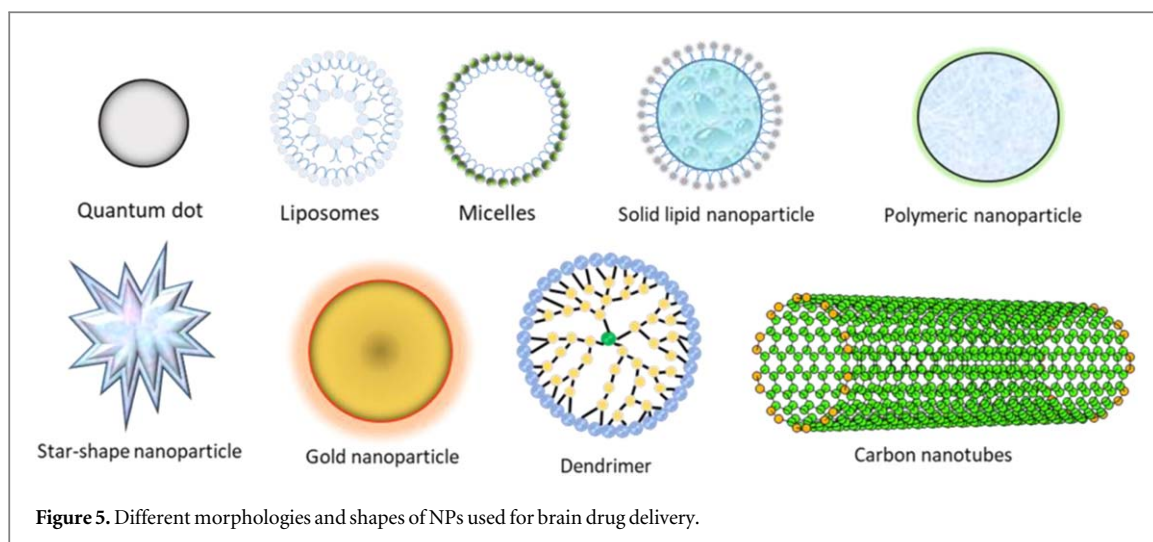 Quantum dot
Liposomes
Micelles
Solid lipid nanoparticle
Polymeric nanoparticle
Star-shape nanoparticle
Gold nanoparticle
Dendrimer
Carbon nanotubes
Figure 5. Different morphologies and shapes of NPs used for brain drug delivery.